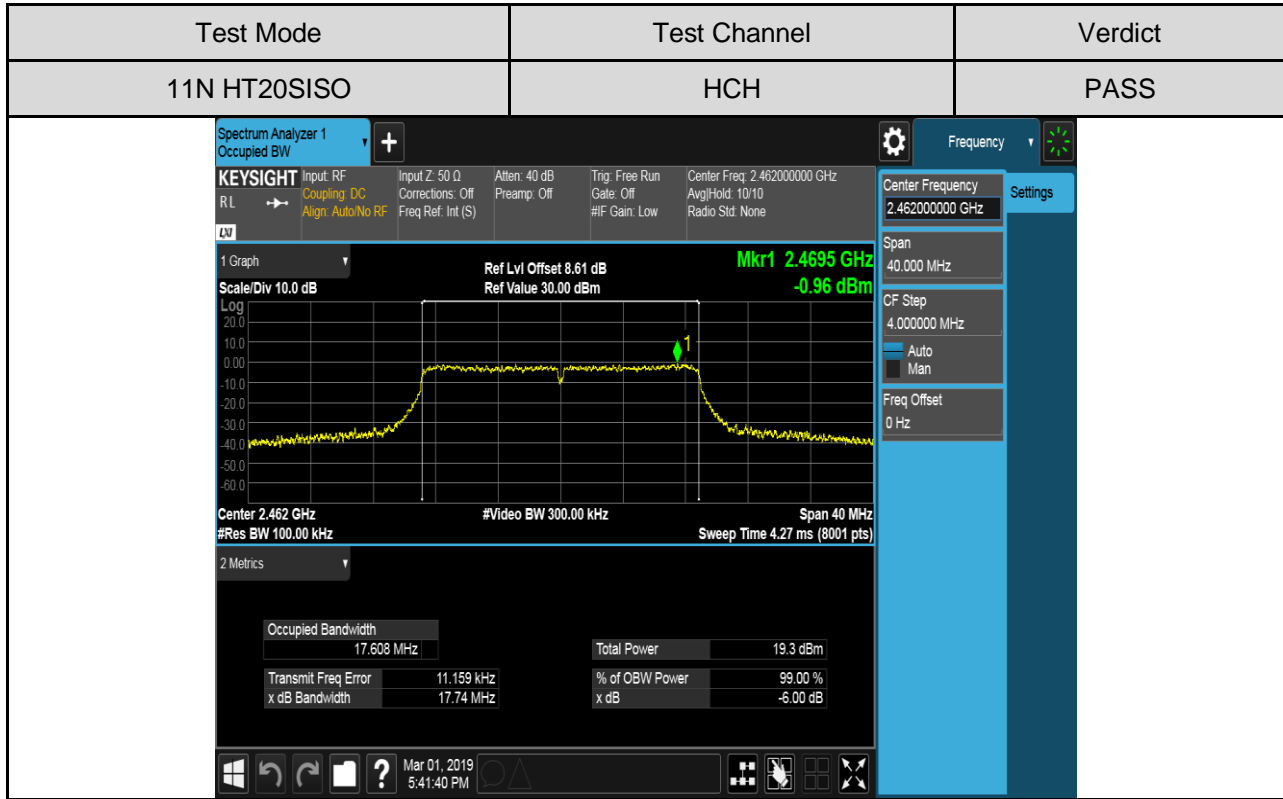 Test Mode Test Channel Verdict
11N HT20SISO HCH PASS
Spectrum Analyzer 1
Occupied BW
+
Frequency
KEYSIGHT Input: RF Input Z: 50 Ω Atten: 40 dB Trig: Free Run Center Freq: 2.462000000 GHz
RL Coupling: DC Corrections: Off Preamp: Off Gate: Off Avg|Hold: 10/10
Align: Auto/No RF Freq Ref: Int (S) #IF Gain: Low Radio Std: None
LXI
Center Frequency
2.462000000 GHz
Settings
Span
40.000 MHz
CF Step
4.000000 MHz
Auto
Man
Freq Offset
0 Hz
1 Graph Ref Lvl Offset 8.61 dB Mkr1 2.4695 GHz
Scale/Div 10.0 dB Ref Value 30.00 dBm -0.96 dBm
Log
20.0
10.0
1
0.00
-10.0
-20.0
-30.0
-40.0
-50.0
-60.0
Center 2.462 GHz #Video BW 300.00 kHz Span 40 MHz
#Res BW 100.00 kHz Sweep Time 4.27 ms (8001 pts)
2 Metrics
Occupied Bandwidth
17.608 MHz Total Power 19.3 dBm
Transmit Freq Error 11.159 kHz % of OBW Power 99.00 %
x dB Bandwidth 17.74 MHz x dB -6.00 dB
? Mar 01, 2019
5:41:40 PM